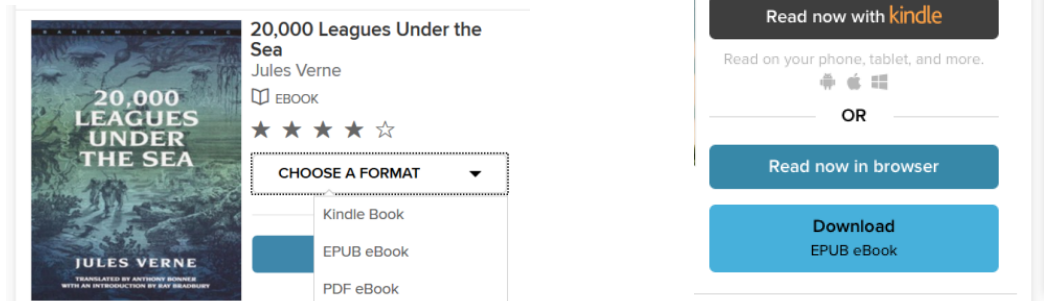 BANTAM CLASSIC
20,000
LEAGUES
UNDER
THE SEA
JULES VERNE
TRANSLATED BY ANTHONY BONNER
WITH AN INTRODUCTION BY RAY BRADBURY
20,000 Leagues Under the
Sea
Jules Verne
EBOOK
CHOOSE A FORMAT
Kindle Book
EPUB eBook
PDF eBook
Read now with kindle
Read on your phone, tablet, and more.
OR
Read now in browser
Download
EPUB eBook